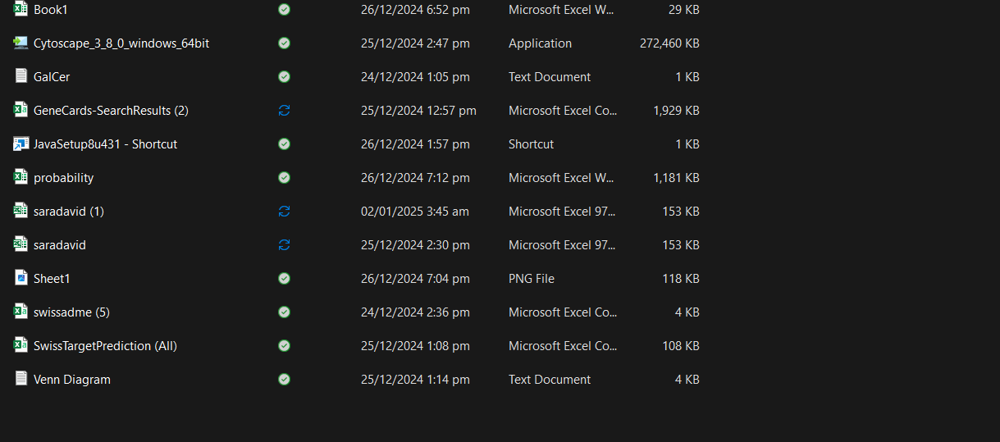 Book1 26/12/2024 6:52 pm Microsoft Excel W... 29 KB
Cytoscape_3_8_0_windows_64bit 25/12/2024 2:47 pm Application 272,460 KB
GalCer 24/12/2024 1:05 pm Text Document 1 KB
GeneCards-SearchResults (2) 25/12/2024 12:57 pm Microsoft Excel Co... 1,929 KB
JavaSetup8u431 - Shortcut 26/12/2024 1:57 pm Shortcut 1 KB
probability 26/12/2024 7:12 pm Microsoft Excel W... 1,181 KB
saradavid (1) 02/01/2025 3:45 am Microsoft Excel 97... 153 KB
saradavid 25/12/2024 2:30 pm Microsoft Excel 97... 153 KB
Sheet1 26/12/2024 7:04 pm PNG File 118 KB
swissadme (5) 24/12/2024 2:36 pm Microsoft Excel Co... 4 KB
SwissTargetPrediction (All) 25/12/2024 1:08 pm Microsoft Excel Co... 108 KB
Venn Diagram 25/12/2024 1:14 pm Text Document 4 KB